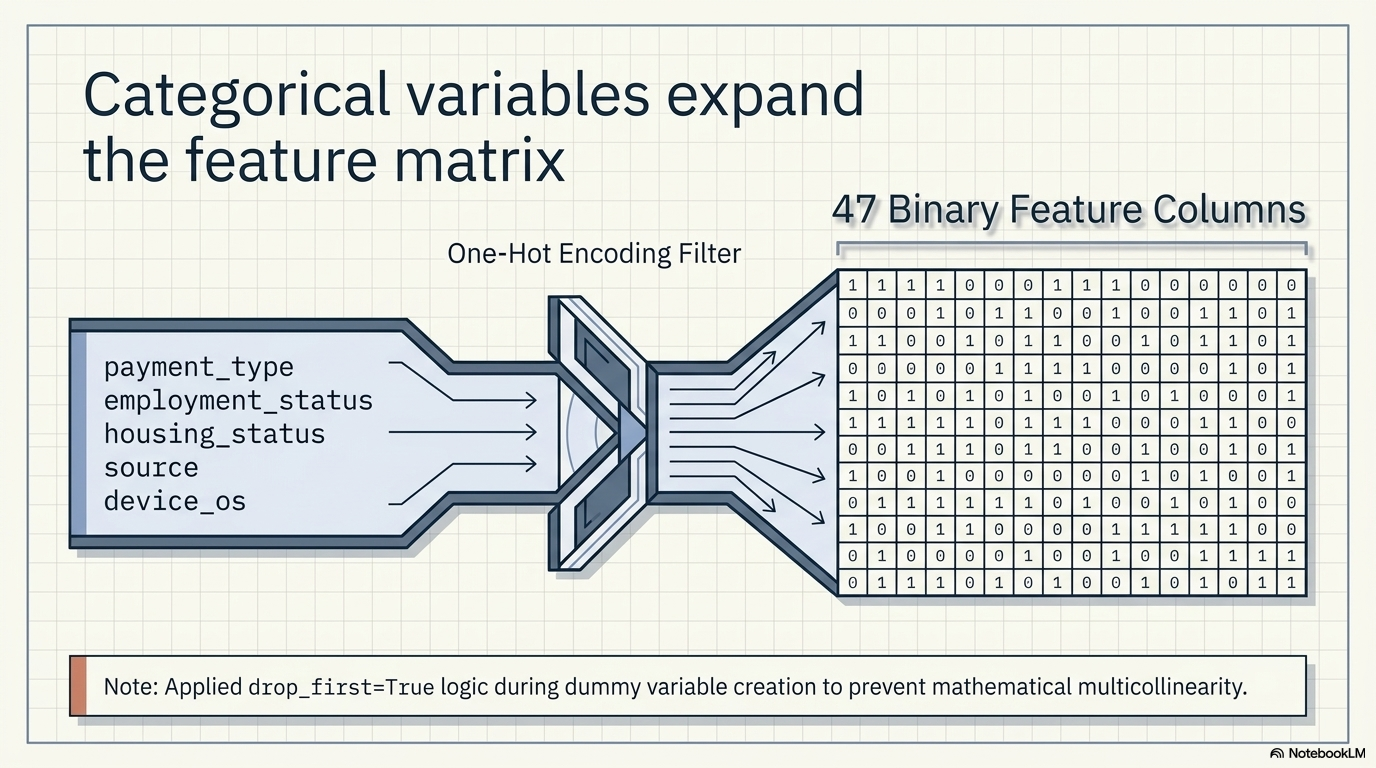 Categorical variables expand
the feature matrix
47 Binary Feature Columns
One-Hot Encoding Filter
payment_type
employment_status
housing_status
source
device_os
1 1 1 1 0 0 0 1 1 1 0 0 0 0 0 0
0 0 0 1 0 1 1 0 0 1 0 0 1 1 0 1
1 1 0 0 1 0 1 1 0 1 0 1 0 0 0 1
0 0 0 0 0 1 1 1 1 0 0 0 0 1 0 1
1 0 1 0 1 0 1 0 0 1 0 1 0 0 0 1
1 1 1 1 0 1 0 1 1 0 0 0 1 1 0 0
0 0 1 1 1 0 1 1 0 0 1 1 0 0 0 1
1 0 0 1 0 0 0 0 0 0 1 0 1 0 0 1
0 1 0 1 1 1 1 0 1 0 0 1 0 1 0 0
1 0 0 1 1 0 0 0 0 1 1 1 1 1 0 0
0 1 0 0 0 0 1 0 0 1 0 0 1 1 1 1
0 1 1 1 0 1 0 1 0 0 1 0 1 0 1 1
Note: Applied drop_first=True logic during dummy variable creation to prevent mathematical multicollinearity.
NotebookLM